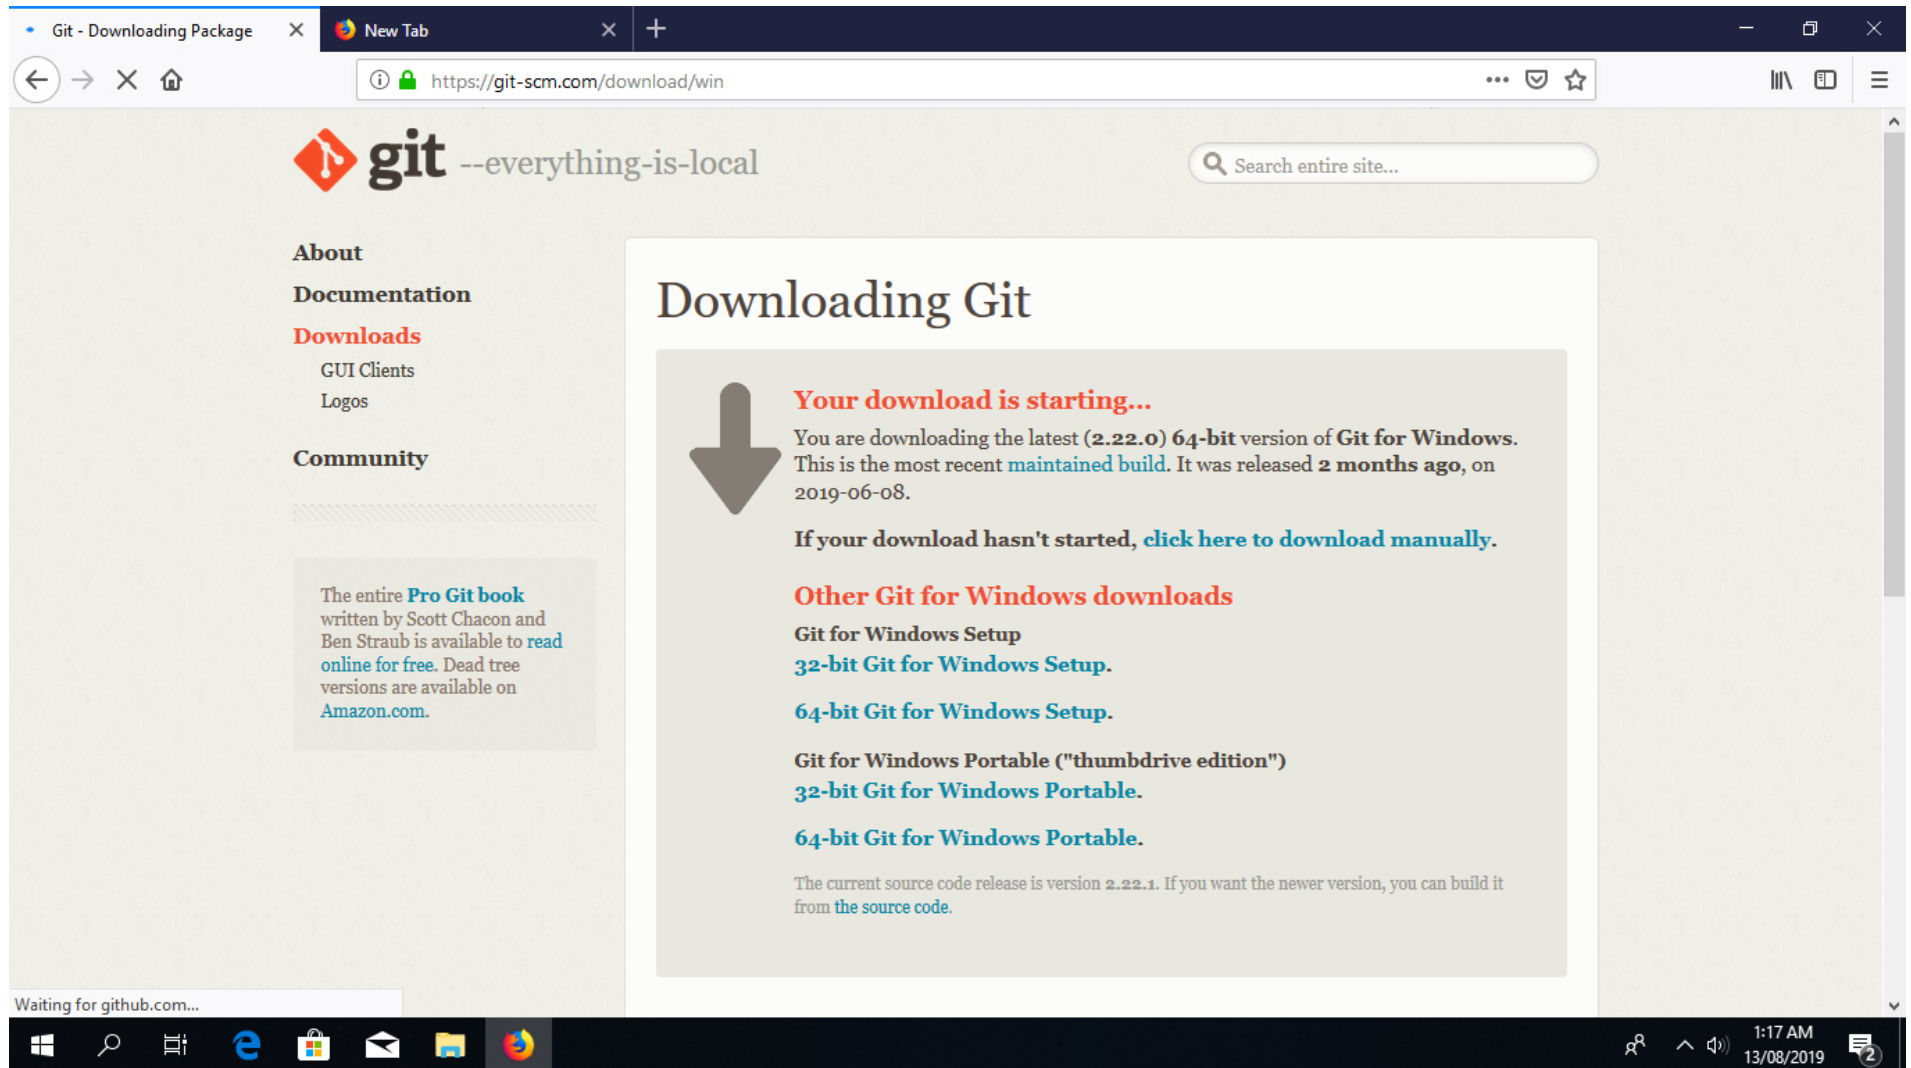 Git - Downloading Package
New Tab
https://git-scm.com/download/win
git --everything-is-local
Search entire site...
About
Documentation
Downloads
GUI Clients
Logos
Community
The entire Pro Git book
written by Scott Chacon and
Ben Straub is available to read
online for free. Dead tree
versions are available on
Amazon.com.
Downloading Git
Your download is starting...
You are downloading the latest (2.22.0) 64-bit version of Git for Windows.
This is the most recent maintained build. It was released 2 months ago, on
2019-06-08.
If your download hasn't started, click here to download manually.
Other Git for Windows downloads
Git for Windows Setup
32-bit Git for Windows Setup.
64-bit Git for Windows Setup.
Git for Windows Portable ("thumbdrive edition")
32-bit Git for Windows Portable.
64-bit Git for Windows Portable.
The current source code release is version 2.22.1. If you want the newer version, you can build it
from the source code.
Waiting for github.com...
1:17 AM
13/08/2019
2